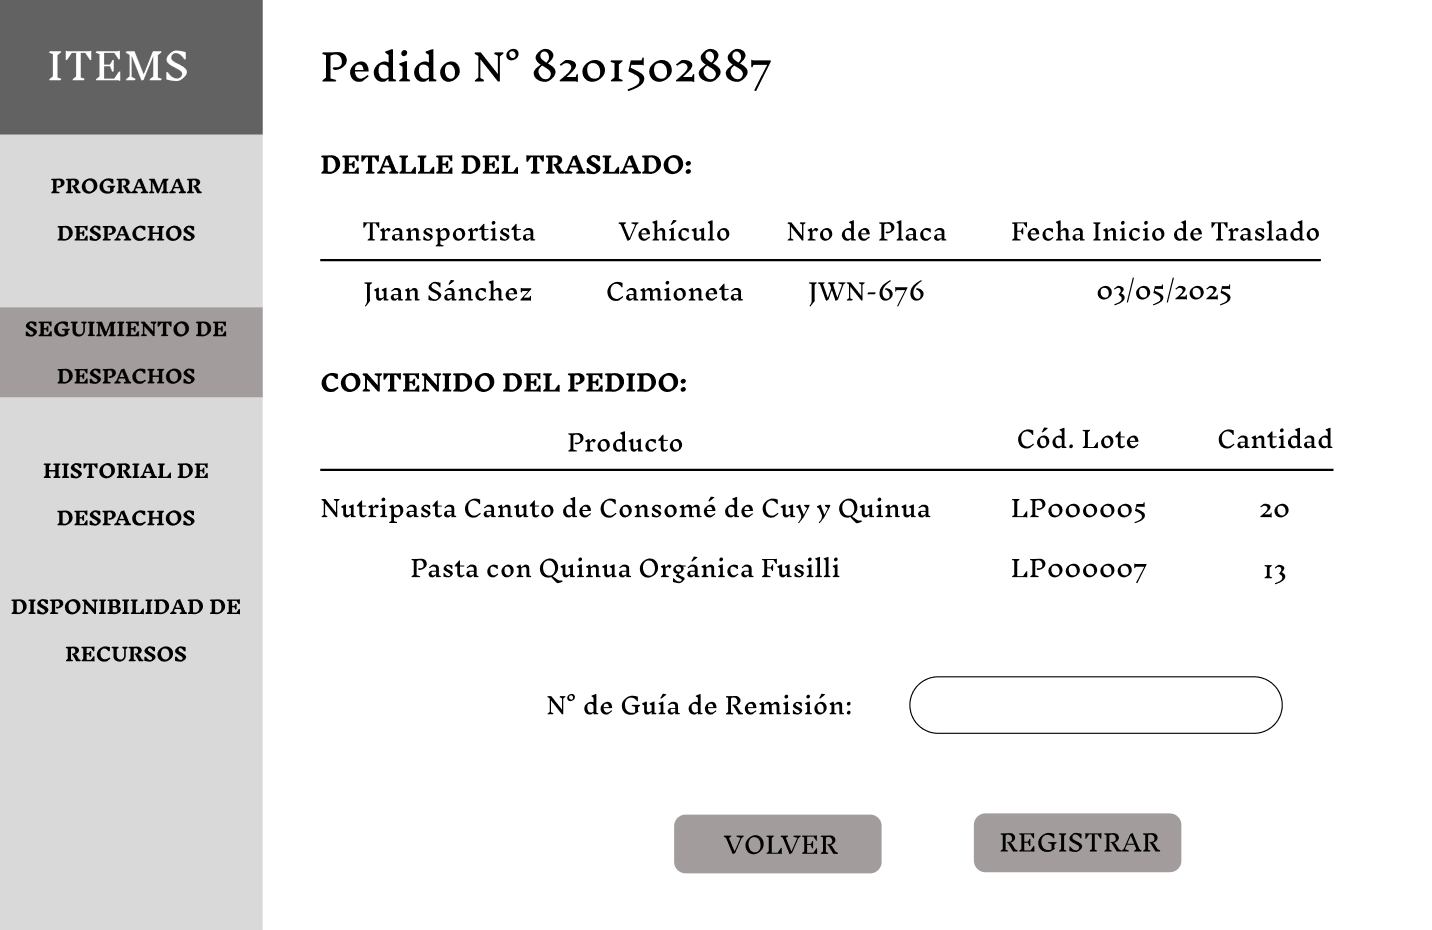 ITEMS
PROGRAMAR
DESPACHOS
SEGUIMIENTO DE
DESPACHOS
HISTORIAL DE
DESPACHOS
DISPONIBILIDAD DE
RECURSOS
Pedido N° 8201502887
DETALLE DEL TRASLADO:
Transportista Vehículo Nro de Placa Fecha Inicio de Traslado
Juan Sánchez Camioneta JWN-676 03/05/2025
CONTENIDO DEL PEDIDO:
Producto Cód. Lote Cantidad
Nutripasta Canuto de Consomé de Cuy y Quinua LP000005 20
Pasta con Quinua Orgánica Fusilli LP000007 13
N° de Guía de Remisión:
VOLVER REGISTRAR